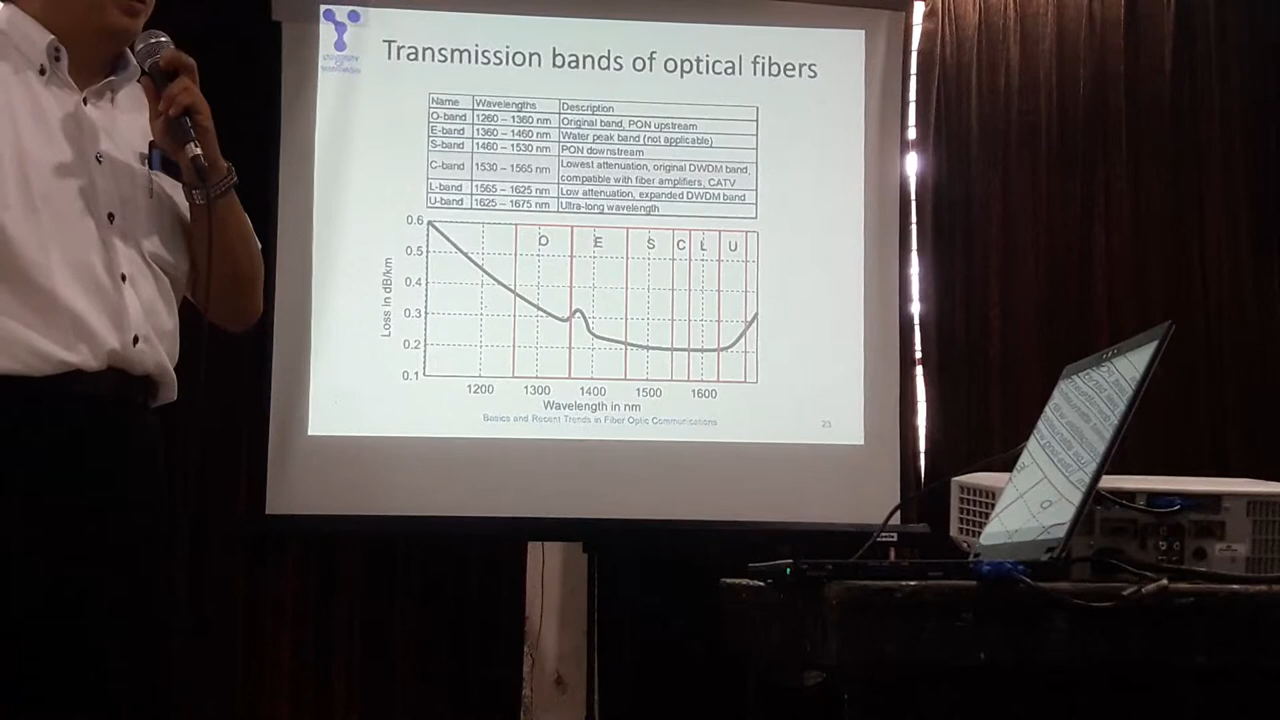 UNIVERSITY
Transmission bands of optical fibers
Name Wavelengths Description
O-band 1260 – 1360 nm Original band, PON upstream
E-band 1360 – 1460 nm Water peak band (not applicable)
S-band 1460 – 1530 nm PON downstream
C-band 1530 – 1565 nm Lowest attenuation, original DWDM band,
compatible with fiber amplifiers, CATV
L-band 1565 – 1625 nm Low attenuation, expanded DWDM band
U-band 1625 – 1675 nm Ultra-long wavelength
O E S C L U
0.6
0.5
0.4
0.3
0.2
0.1
Loss in dB/km
1200 1300 1400 1500 1600
Wavelength in nm
Basics and Recent Trends in Fiber Optic Communications
23